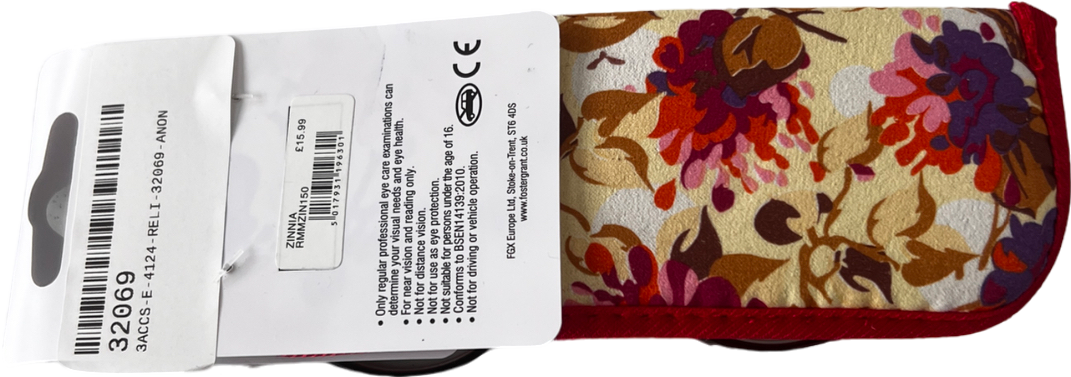 32069
3ACCS-E-4124-RELI-32069-ANON
ZINNIA
RMMZIN150
£15.99
5 017931 196301
• Only regular professional eye care examinations can
determine your visual needs and eye health.
• For near vision and reading only.
• Not for distance vision.
• Not for use as eye protection.
• Not suitable for persons under the age of 16.
• Conforms to BSEN14139:2010.
• Not for driving or vehicle operation.
CE
FGX Europe Ltd, Stoke-on-Trent, ST6 4DS
www.fostergrant.co.uk